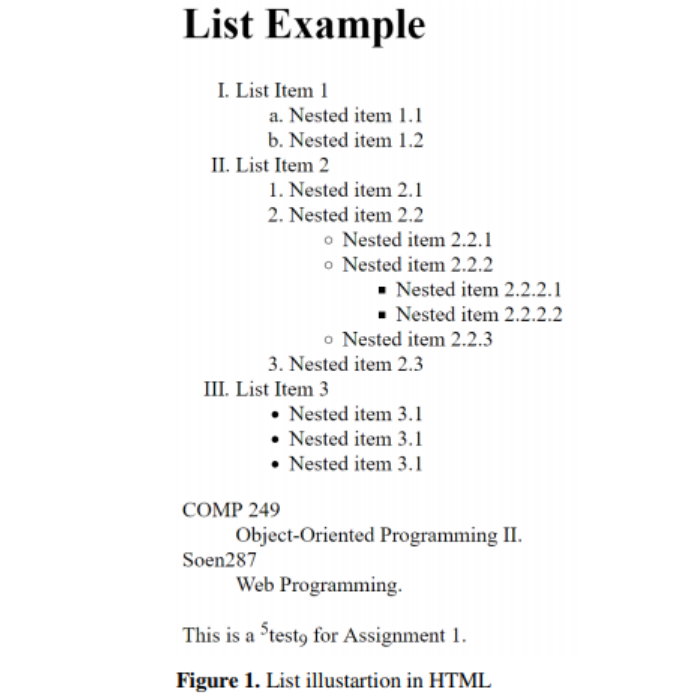 List Example
I. List Item 1
a. Nested item 1.1
b. Nested item 1.2
II. List Item 2
1. Nested item 2.1
2. Nested item 2.2
○ Nested item 2.2.1
○ Nested item 2.2.2
▪ Nested item 2.2.2.1
▪ Nested item 2.2.2.2
○ Nested item 2.2.3
3. Nested item 2.3
III. List Item 3
• Nested item 3.1
• Nested item 3.1
• Nested item 3.1
COMP 249
Object-Oriented Programming II.
Soen287
Web Programming.
This is a ⁵test₉ for Assignment 1.
Figure 1. List illustartion in HTML